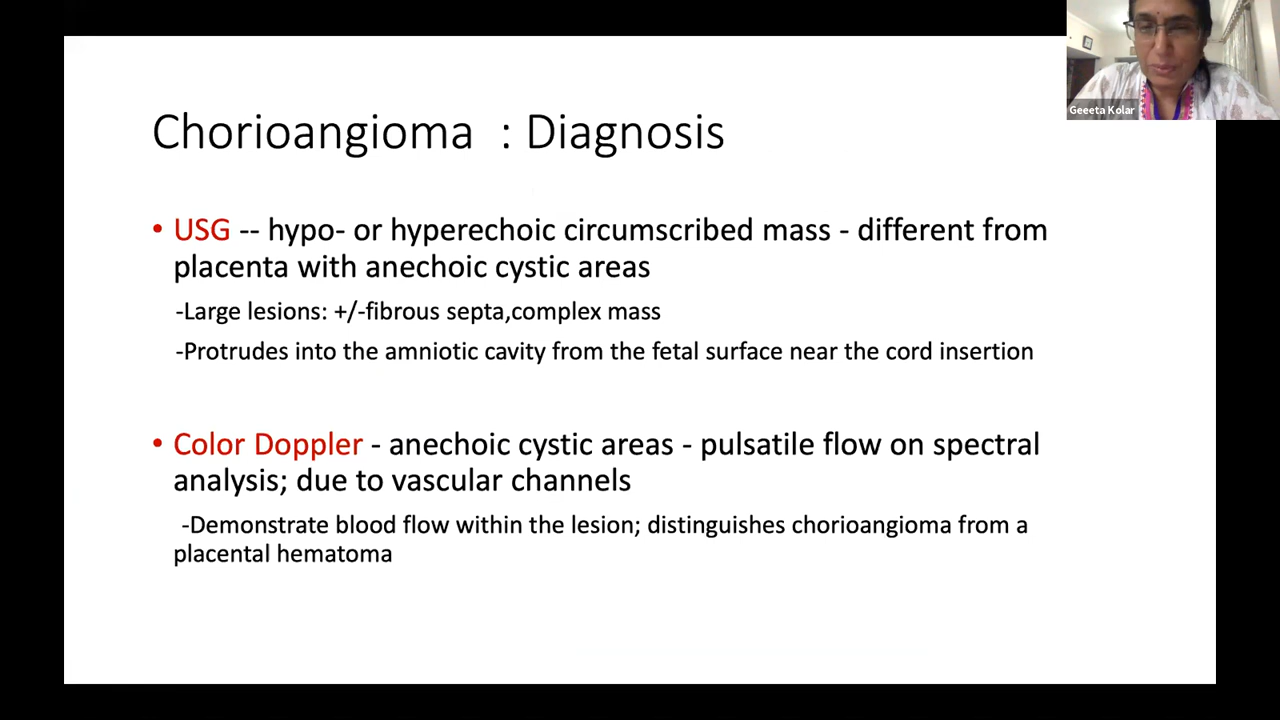 Geeeta Kolar
Chorioangioma : Diagnosis
• USG -- hypo- or hyperechoic circumscribed mass - different from
placenta with anechoic cystic areas
-Large lesions: +/-fibrous septa,complex mass
-Protrudes into the amniotic cavity from the fetal surface near the cord insertion
• Color Doppler - anechoic cystic areas - pulsatile flow on spectral
analysis; due to vascular channels
-Demonstrate blood flow within the lesion; distinguishes chorioangioma from a
placental hematoma